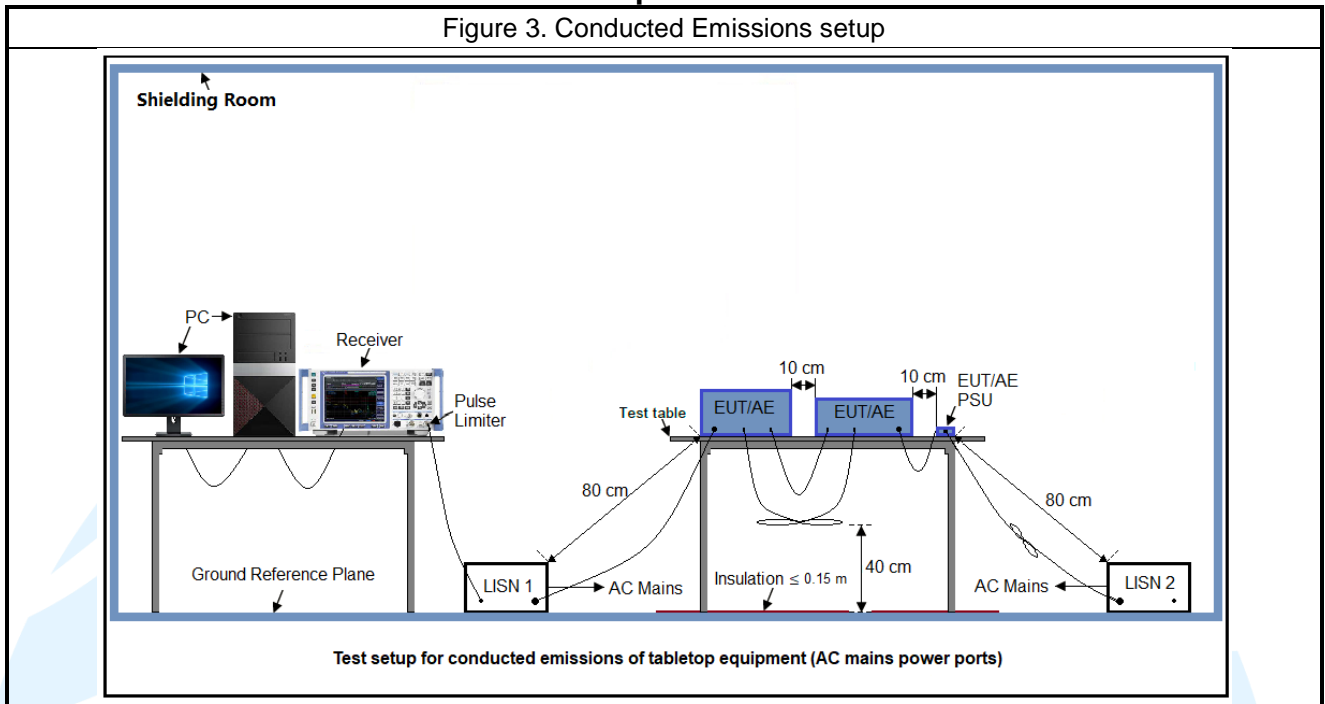 Figure 3. Conducted Emissions setup
Shielding Room
PC
Receiver
Pulse
Limiter
10 cm
10 cm
EUT/AE
PSU
Test table
EUT/AE
EUT/AE
80 cm
80 cm
Ground Reference Plane
LISN 1
AC Mains
Insulation ≤ 0.15 m
40 cm
AC Mains
LISN 2
Test setup for conducted emissions of tabletop equipment (AC mains power ports)